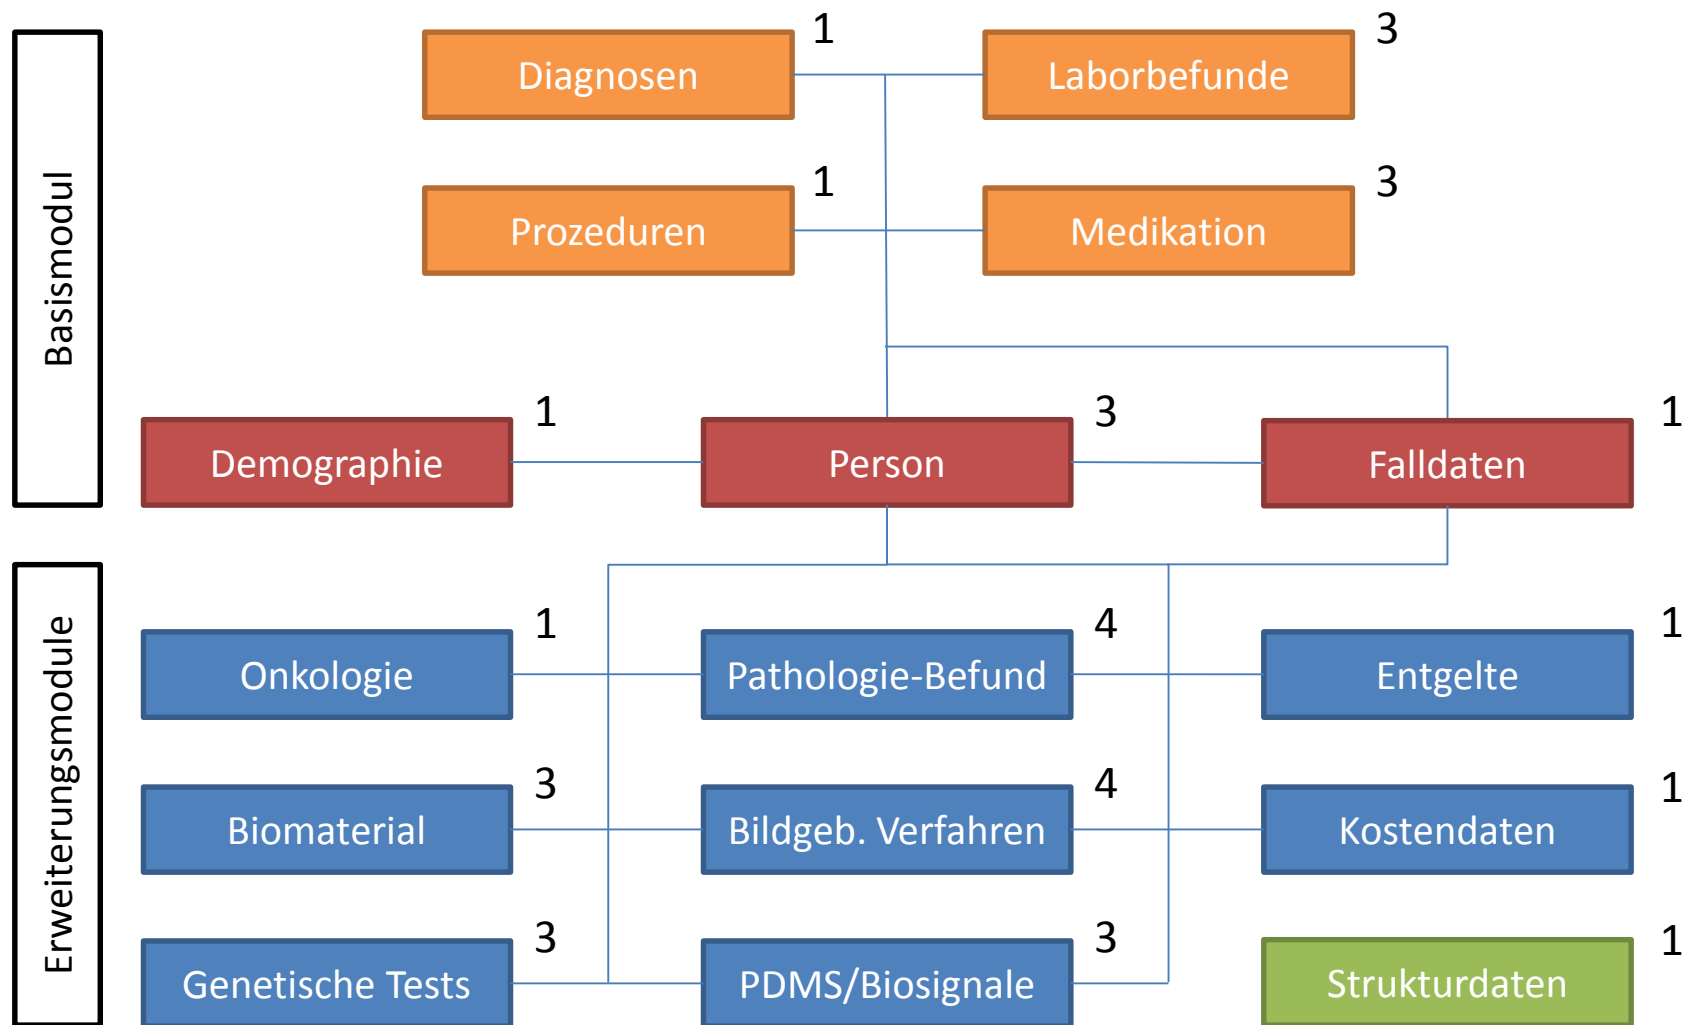 Basismodul
Diagnosen 1
Laborbefunde 3
Prozeduren 1
Medikation 3
Demographie 1
Person 3
Falldaten 1
Erweiterungsmodule
Onkologie 1
Pathologie-Befund 4
Entgelte 1
Biomaterial 3
Bildgeb. Verfahren 4
Kostendaten 1
Genetische Tests 3
PDMS/Biosignale 3
Strukturdaten 1